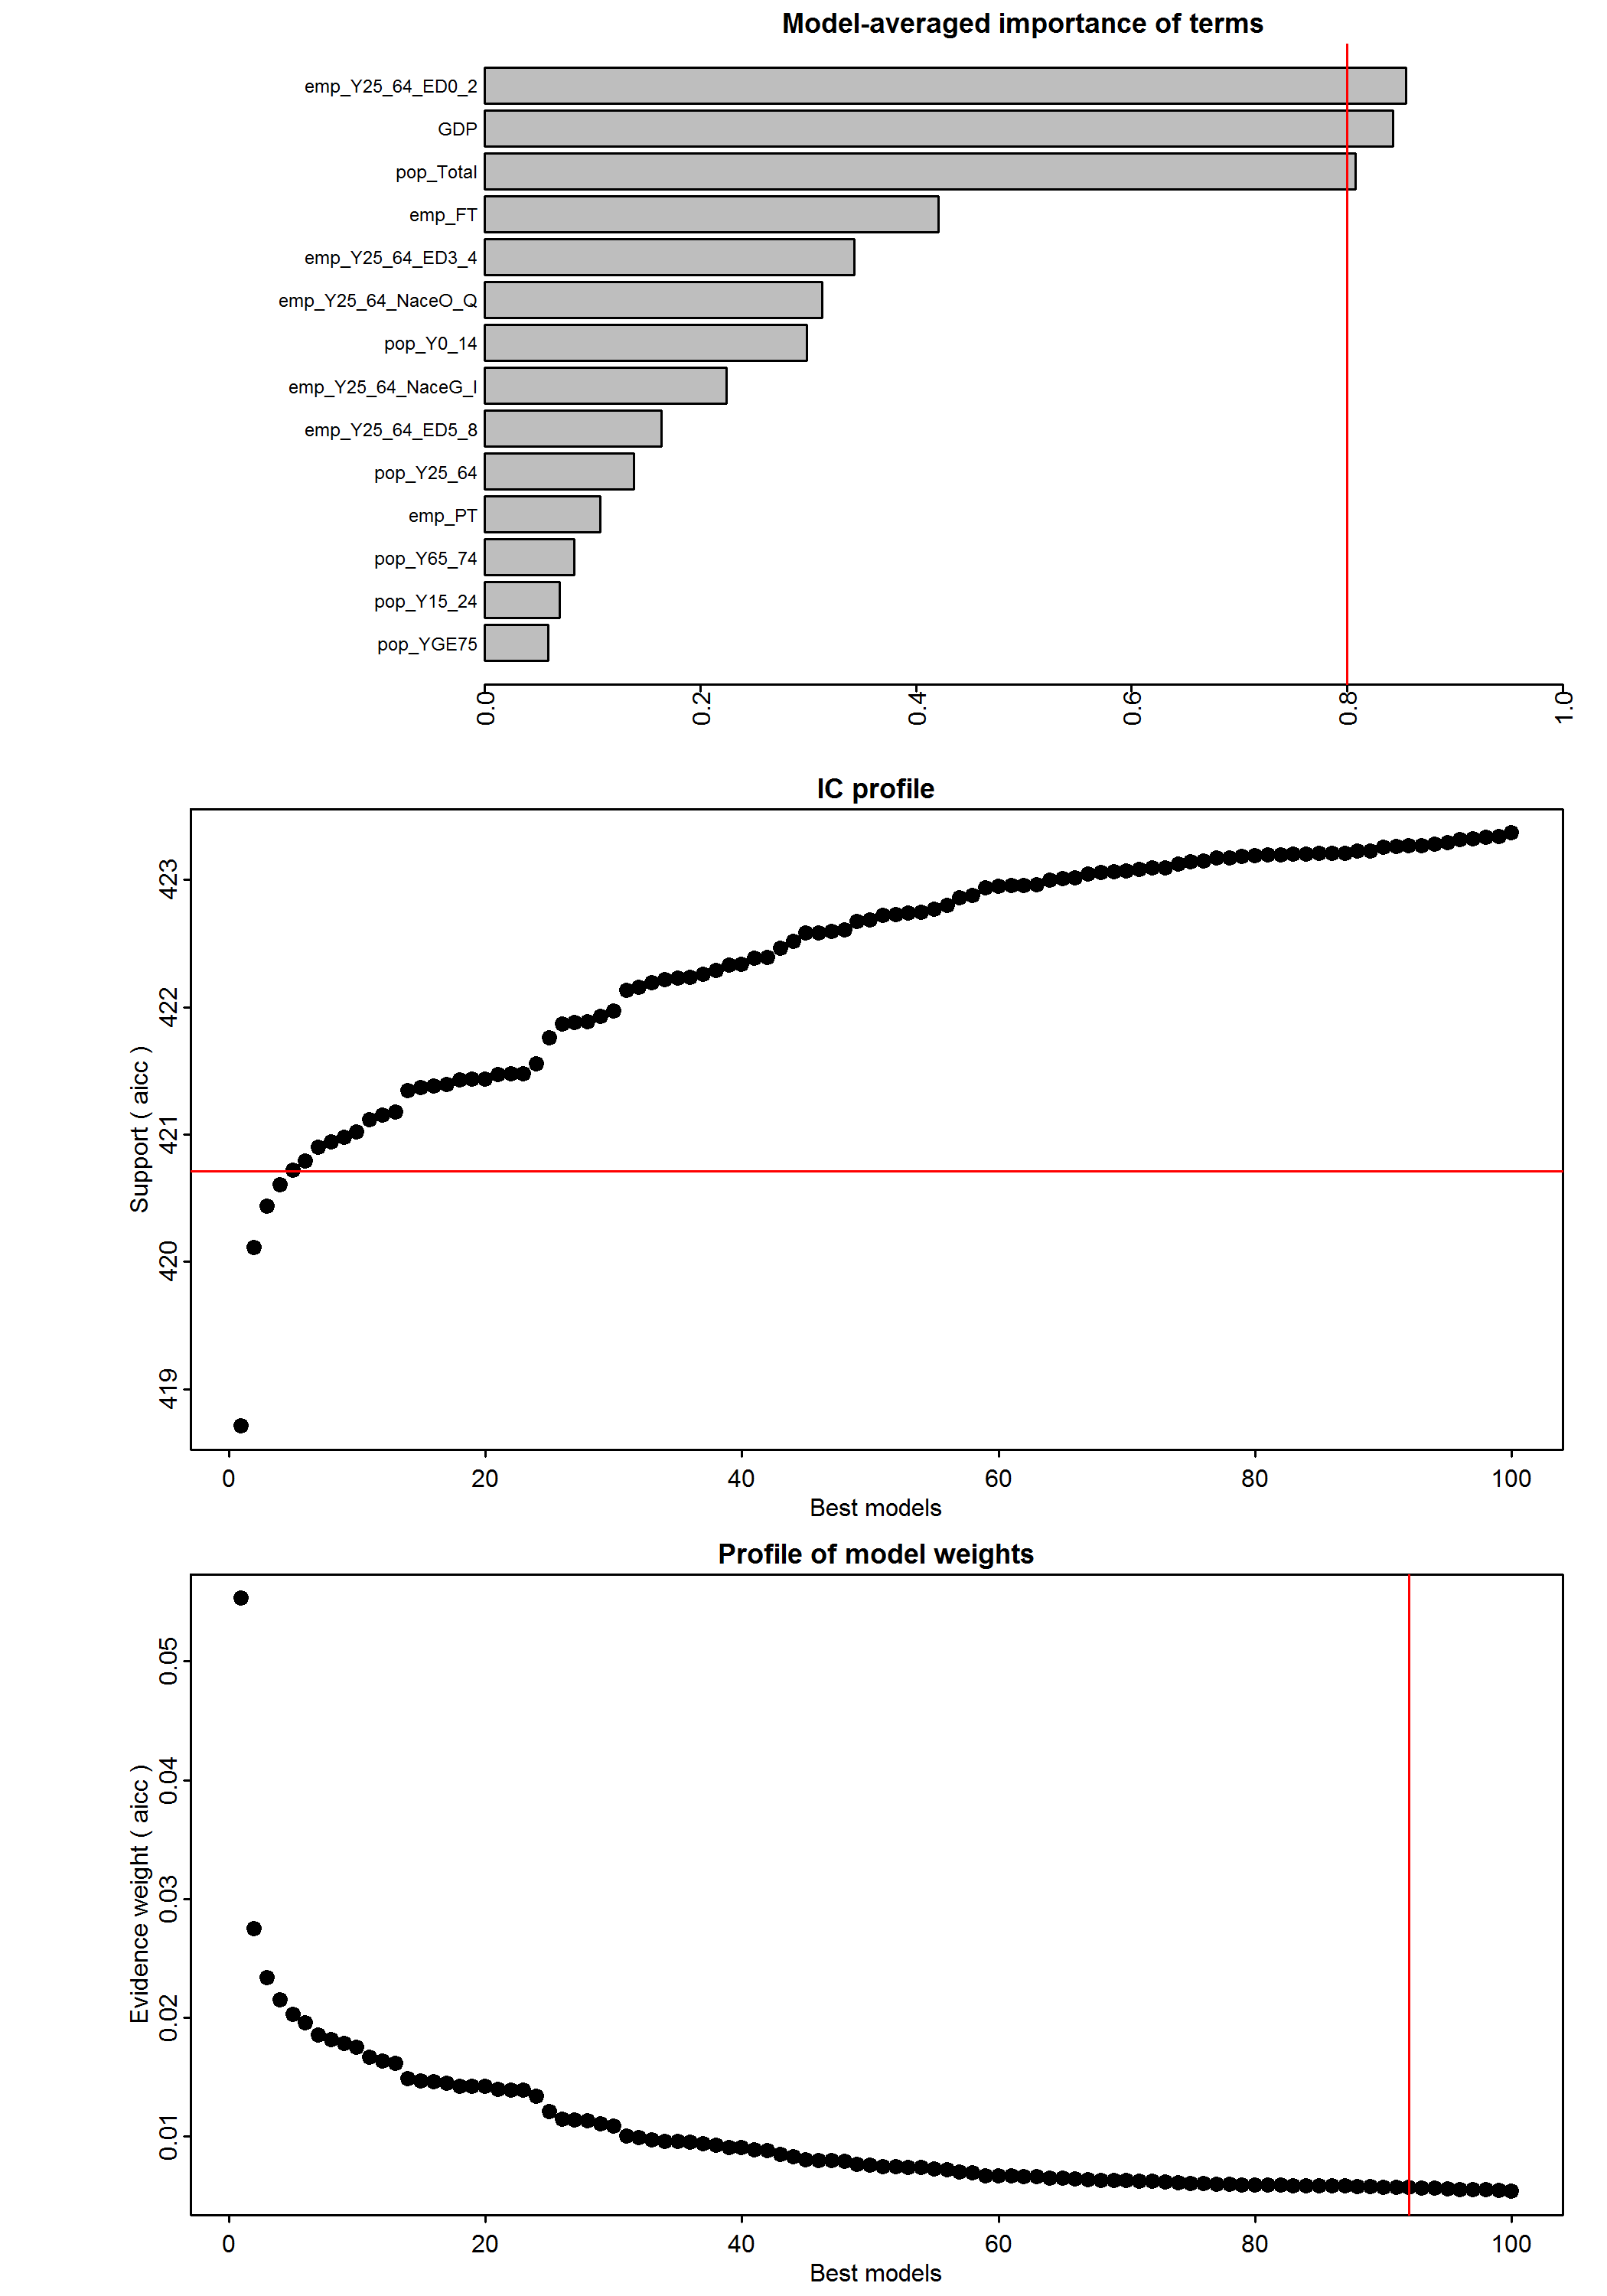 Model-averaged importance of terms
emp_Y25_64_ED0_2
GDP
pop_Total
emp_FT
emp_Y25_64_ED3_4
emp_Y25_64_NaceO_Q
pop_Y0_14
emp_Y25_64_NaceG_I
emp_Y25_64_ED5_8
pop_Y25_64
emp_PT
pop_Y65_74
pop_Y15_24
pop_YGE75
0.0 0.2 0.4 0.6 0.8 1.0
IC profile
Support ( aicc )
423
422
421
420
419
0 20 40 60 80 100
Best models
Profile of model weights
Evidence weight ( aicc )
0.05
0.04
0.03
0.02
0.01
0 20 40 60 80 100
Best models